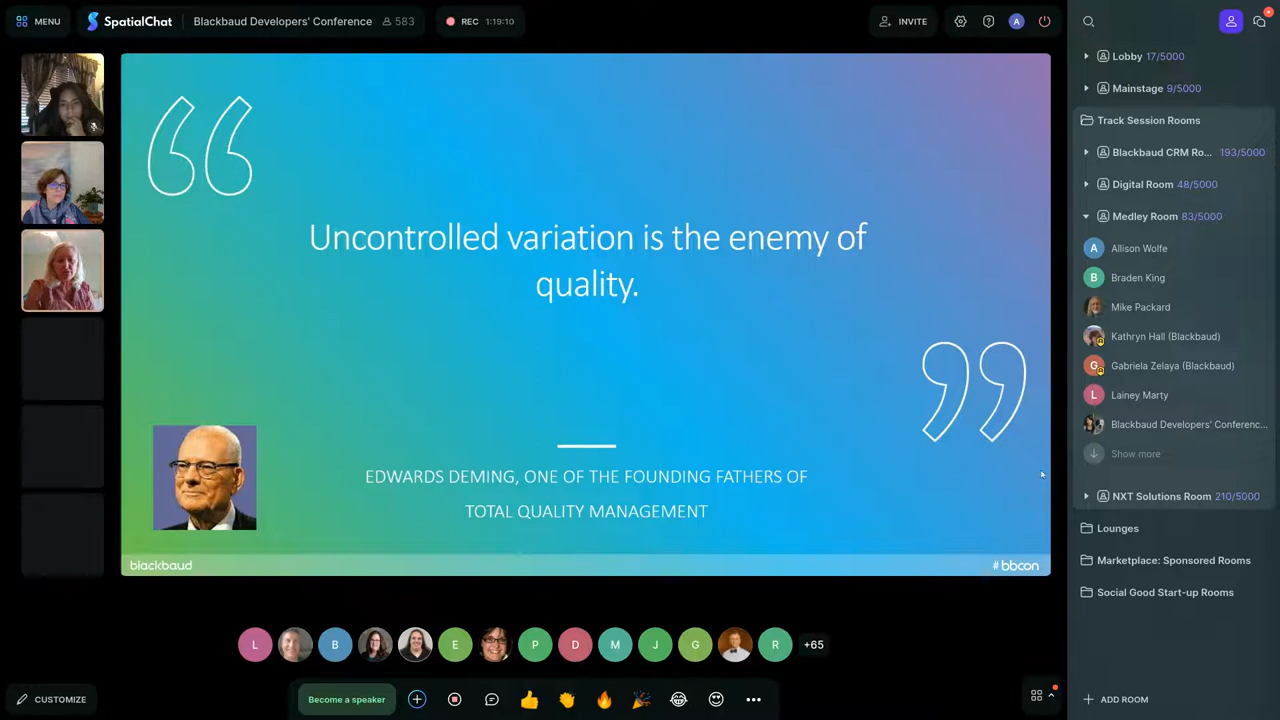 MENU
SpatialChat
Blackbaud Developers' Conference 583
REC 1:19:10
INVITE
A
Uncontrolled variation is the enemy of
quality.
EDWARDS DEMING, ONE OF THE FOUNDING FATHERS OF
TOTAL QUALITY MANAGEMENT
blackbaud
#bbcon
L B E P D M J G R +65
CUSTOMIZE
Become a speaker
Lobby 17/5000
Mainstage 9/5000
Track Session Rooms
Blackbaud CRM Ro... 193/5000
Digital Room 48/5000
Medley Room 83/5000
A Allison Wolfe
B Braden King
Mike Packard
Kathryn Hall (Blackbaud)
G Gabriela Zelaya (Blackbaud)
L Lainey Marty
Blackbaud Developers' Conferenc...
Show more
NXT Solutions Room 210/5000
Lounges
Marketplace: Sponsored Rooms
Social Good Start-up Rooms
ADD ROOM